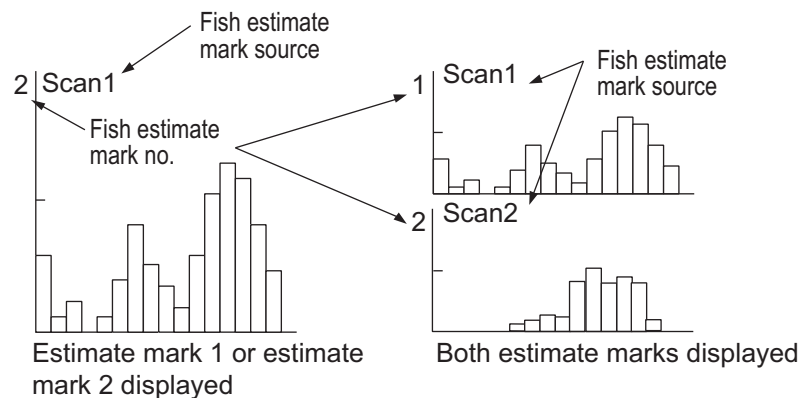 Fish estimate
mark source
2 Scan1
Fish estimate
mark no.
Estimate mark 1 or estimate
mark 2 displayed
1 Scan1
Fish estimate
mark source
2 Scan2
Both estimate marks displayed